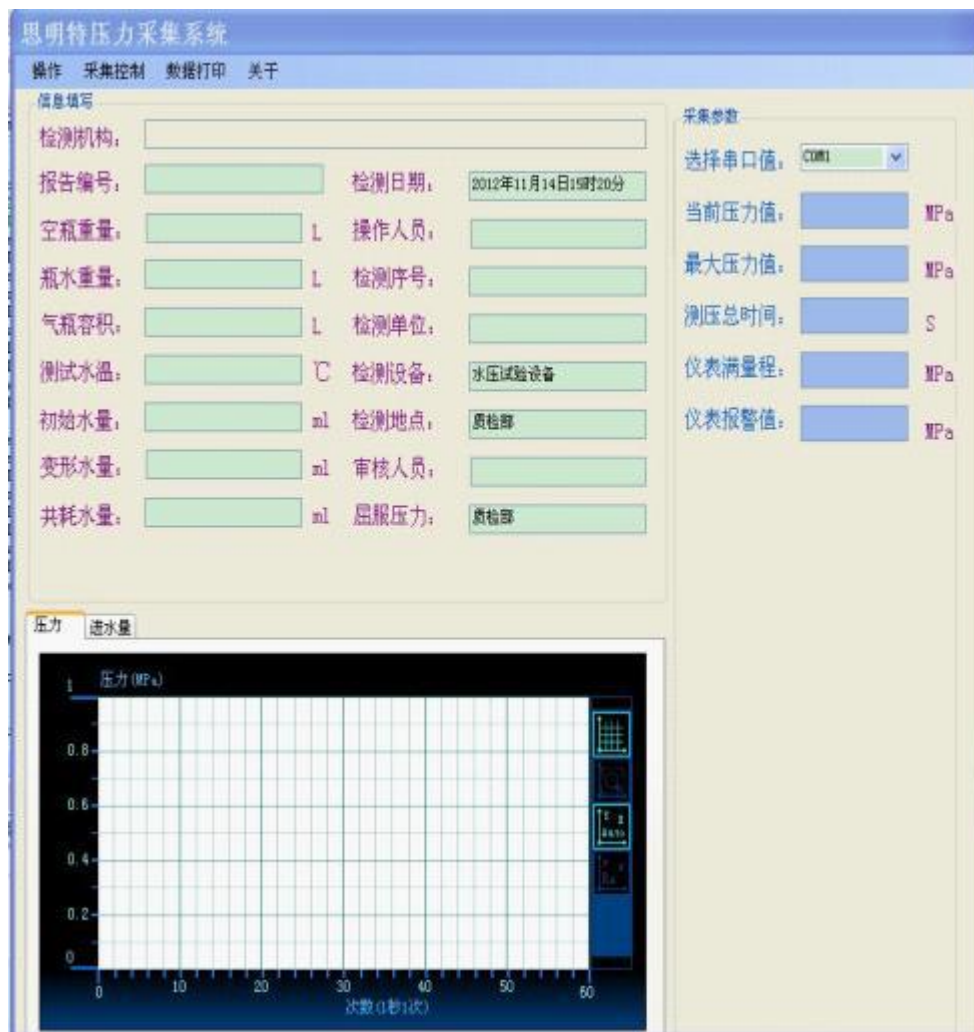 思明特压力采集系统
操作 采集控制 数据打印 关于
信息填写
检测机构:
报告编号: 检测日期: 2012年11月14日15时20分
空瓶重量: L 操作人员:
瓶水重量: L 检测序号:
气瓶容积: L 检测单位:
测试水温: ℃ 检测设备: 水压试验设备
初始水量: ml 检测地点: 质检部
变形水量: ml 审核人员:
共耗水量: ml 屈服压力: 质检部
采集参数
选择串口值: COM1
当前压力值: MPa
最大压力值: MPa
测压总时间: S
仪表满量程: MPa
仪表报警值: MPa
压力 进水量
压力(MPa)
1
0.8
0.6
0.4
0.2
0
0 10 20 30 40 50 60
次数(1秒1次)